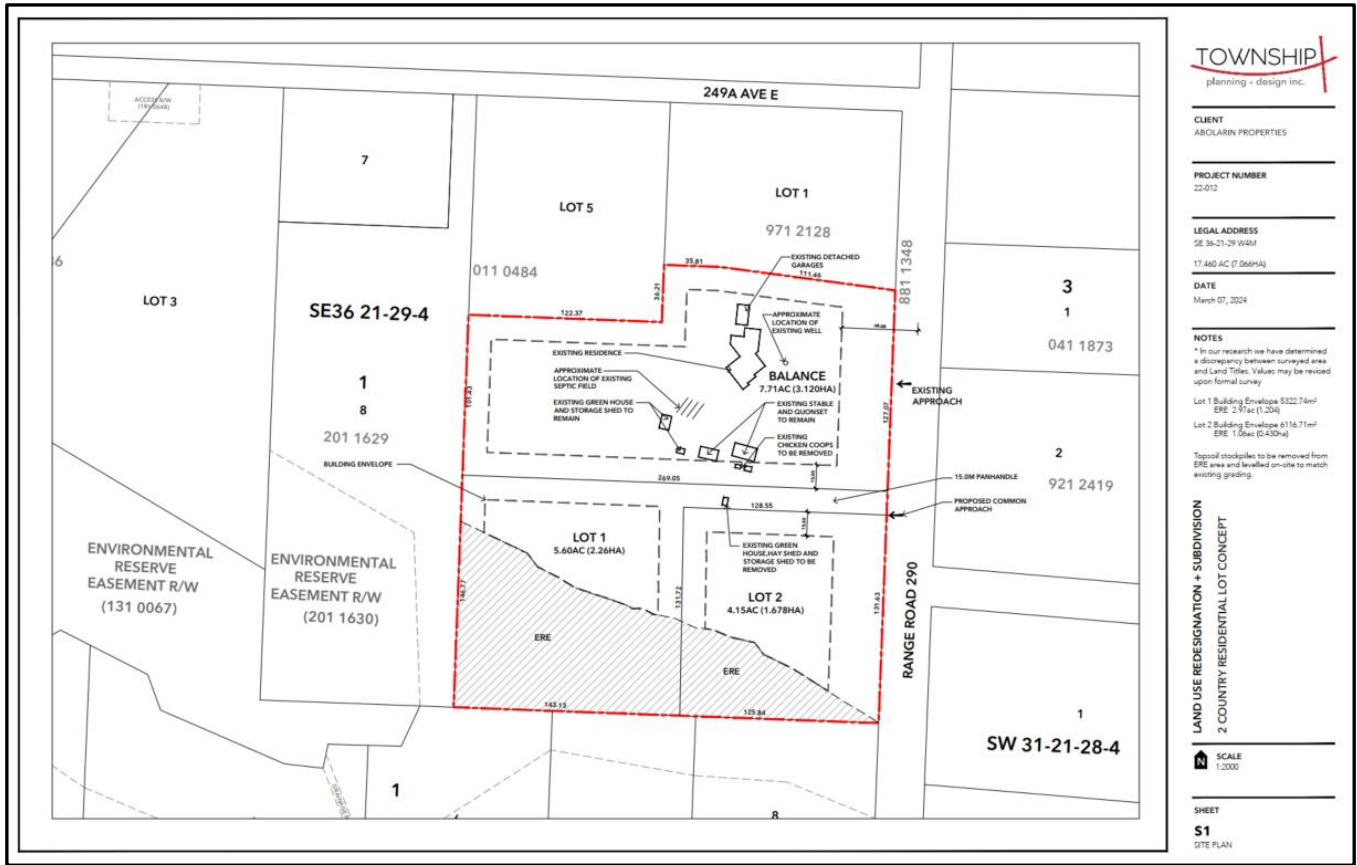 249A AVE E
ACCESS R/W
7
LOT 5
LOT 1
971 2128
EXISTING DETACHED
GARAGES
35.81
111.46
011 0484
36.21
881 1348
3
1
041 1873
LOT 3
SE36 21-29-4
122.37
APPROXIMATE
LOCATION OF
EXISTING WELL
EXISTING RESIDENCE
APPROXIMATE
LOCATION OF EXISTING
SEPTIC FIELD
BALANCE
7.71AC (3.120HA)
EXISTING
APPROACH
1
8
201 1629
101.43
EXISTING GREEN HOUSE
AND STORAGE SHED TO
REMAIN
EXISTING STABLE
AND QUONSET
TO REMAIN
127.07
EXISTING
CHICKEN COOPS
TO BE REMOVED
2
921 2419
BUILDING ENVELOPE
269.05
15.0M PANHANDLE
128.55
PROPOSED COMMON
APPROACH
LOT 1
5.60AC (2.26HA)
EXISTING GREEN
HOUSE,HAY SHED AND
STORAGE SHED TO BE
REMOVED
ENVIRONMENTAL
RESERVE
EASEMENT R/W
(131 0067)
ENVIRONMENTAL
RESERVE
EASEMENT R/W
(201 1630)
146.77
131.72
LOT 2
4.15AC (1.678HA)
131.63
RANGE ROAD 290
ERE
ERE
143.13
125.84
1
SW 31-21-28-4
1
8
TOWNSHIP
planning + design inc.
CLIENT
ABOLARIN PROPERTIES
PROJECT NUMBER
22-012
LEGAL ADDRESS
SE 36-21-29 W4M
17.460 AC (7.066HA)
DATE
March 07, 2024
NOTES
* In our research we have determined
a discrepancy between surveyed area
and Land Titles. Values may be revised
upon formal survey
Lot 1 Building Envelope 5322.74m²
ERE 2.97ac (1.204)
Lot 2 Building Envelope 6116.71m²
ERE 1.06ac (0.430ha)
Topsoil stockpiles to be removed from
ERE area and levelled on-site to match
existing grading.
LAND USE REDESIGNATION + SUBDIVISION
2 COUNTRY RESIDENTIAL LOT CONCEPT
N
SCALE
1:2000
SHEET
S1
SITE PLAN